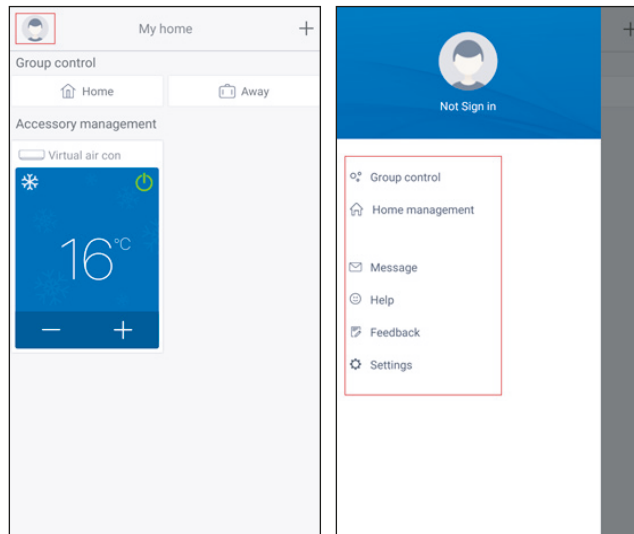 My home
Group control
Home
Away
Accessory management
Virtual air con
16°C
Not Sign in
Group control
Home management
Message
Help
Feedback
Settings